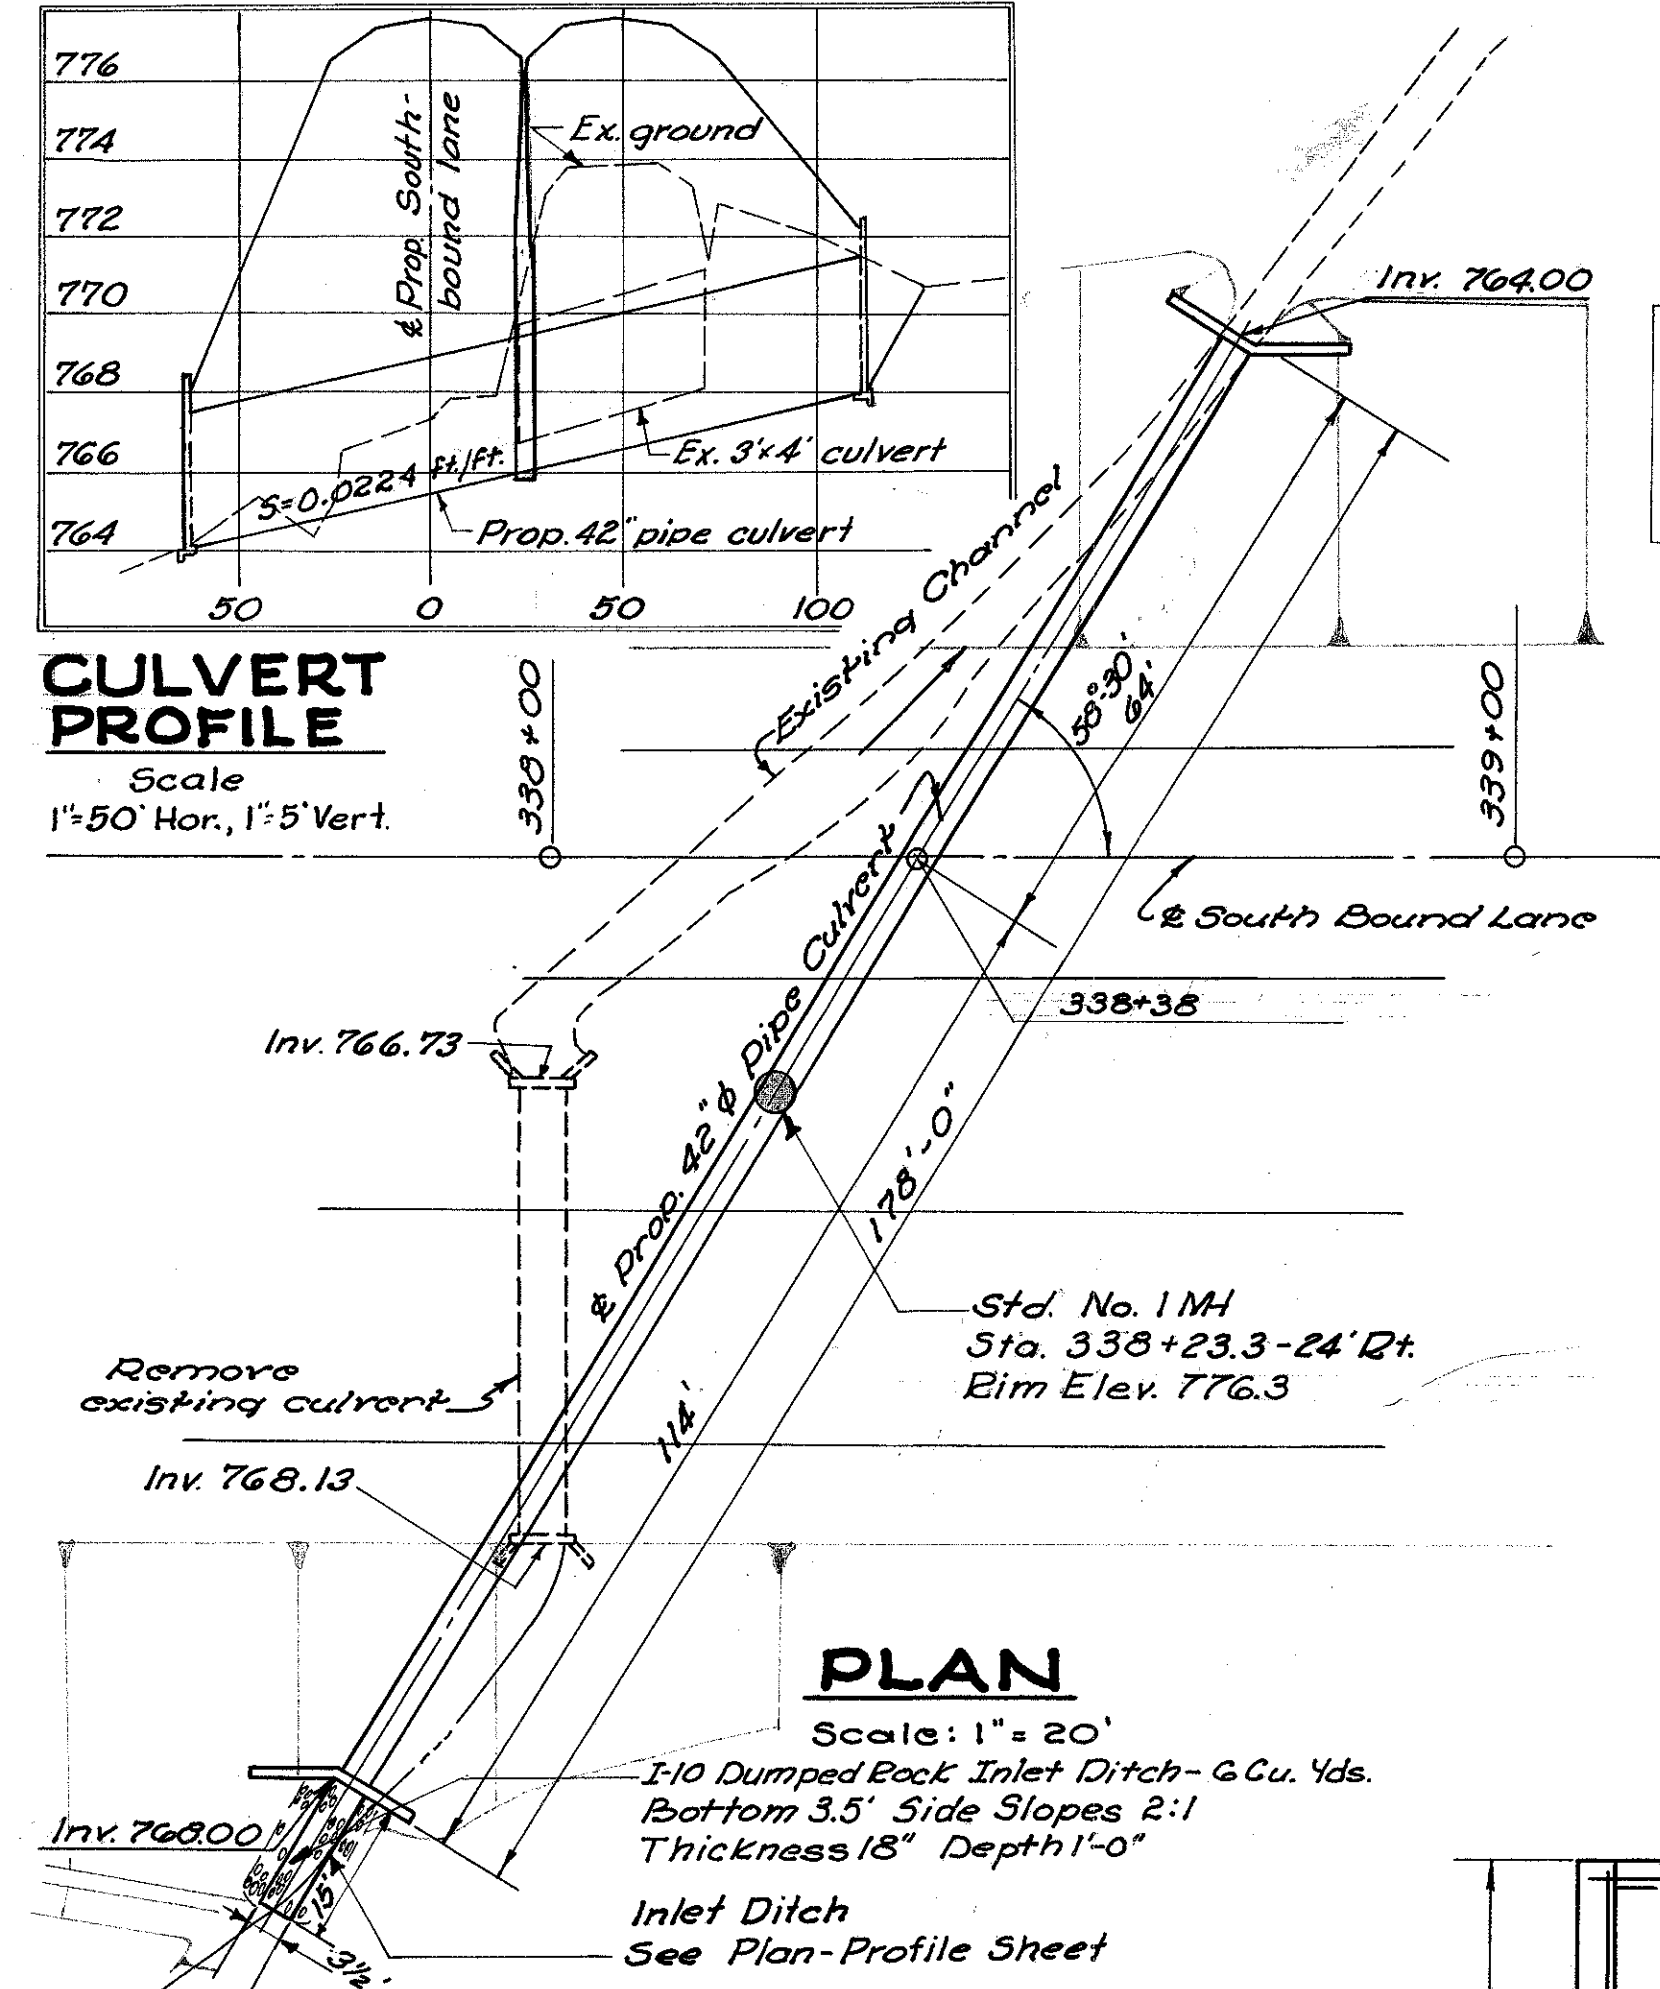 776
774
772
770
768
766
764
℄ Prop. South-
bound lane
Ex. ground
Ex. 3'x4' culvert
S=0.0224 ft./ft.
Prop. 42" pipe culvert
50 0 50 100
CULVERT
PROFILE
Scale
1"=50' Hor., 1"=5' Vert.
Inv. 764.00
Existing Channel
58°-30'
64'
338+00
339+00
℄ South Bound Lane
338+38
Inv. 766.73
℄ Prop. 42"ϕ Pipe Culvert
178'-0"
Std. No. 1 MH
Sta. 338+23.3-24' Rt.
Rim Elev. 776.3
Remove
existing culvert
114'
Inv. 768.13
PLAN
Scale: 1"= 20'
I-10 Dumped Rock Inlet Ditch- 6 Cu. Yds.
Bottom 3.5' Side Slopes 2:1
Thickness 18" Depth 1'-0"
Inv. 768.00
15'
3½'
Inlet Ditch
See Plan-Profile Sheet